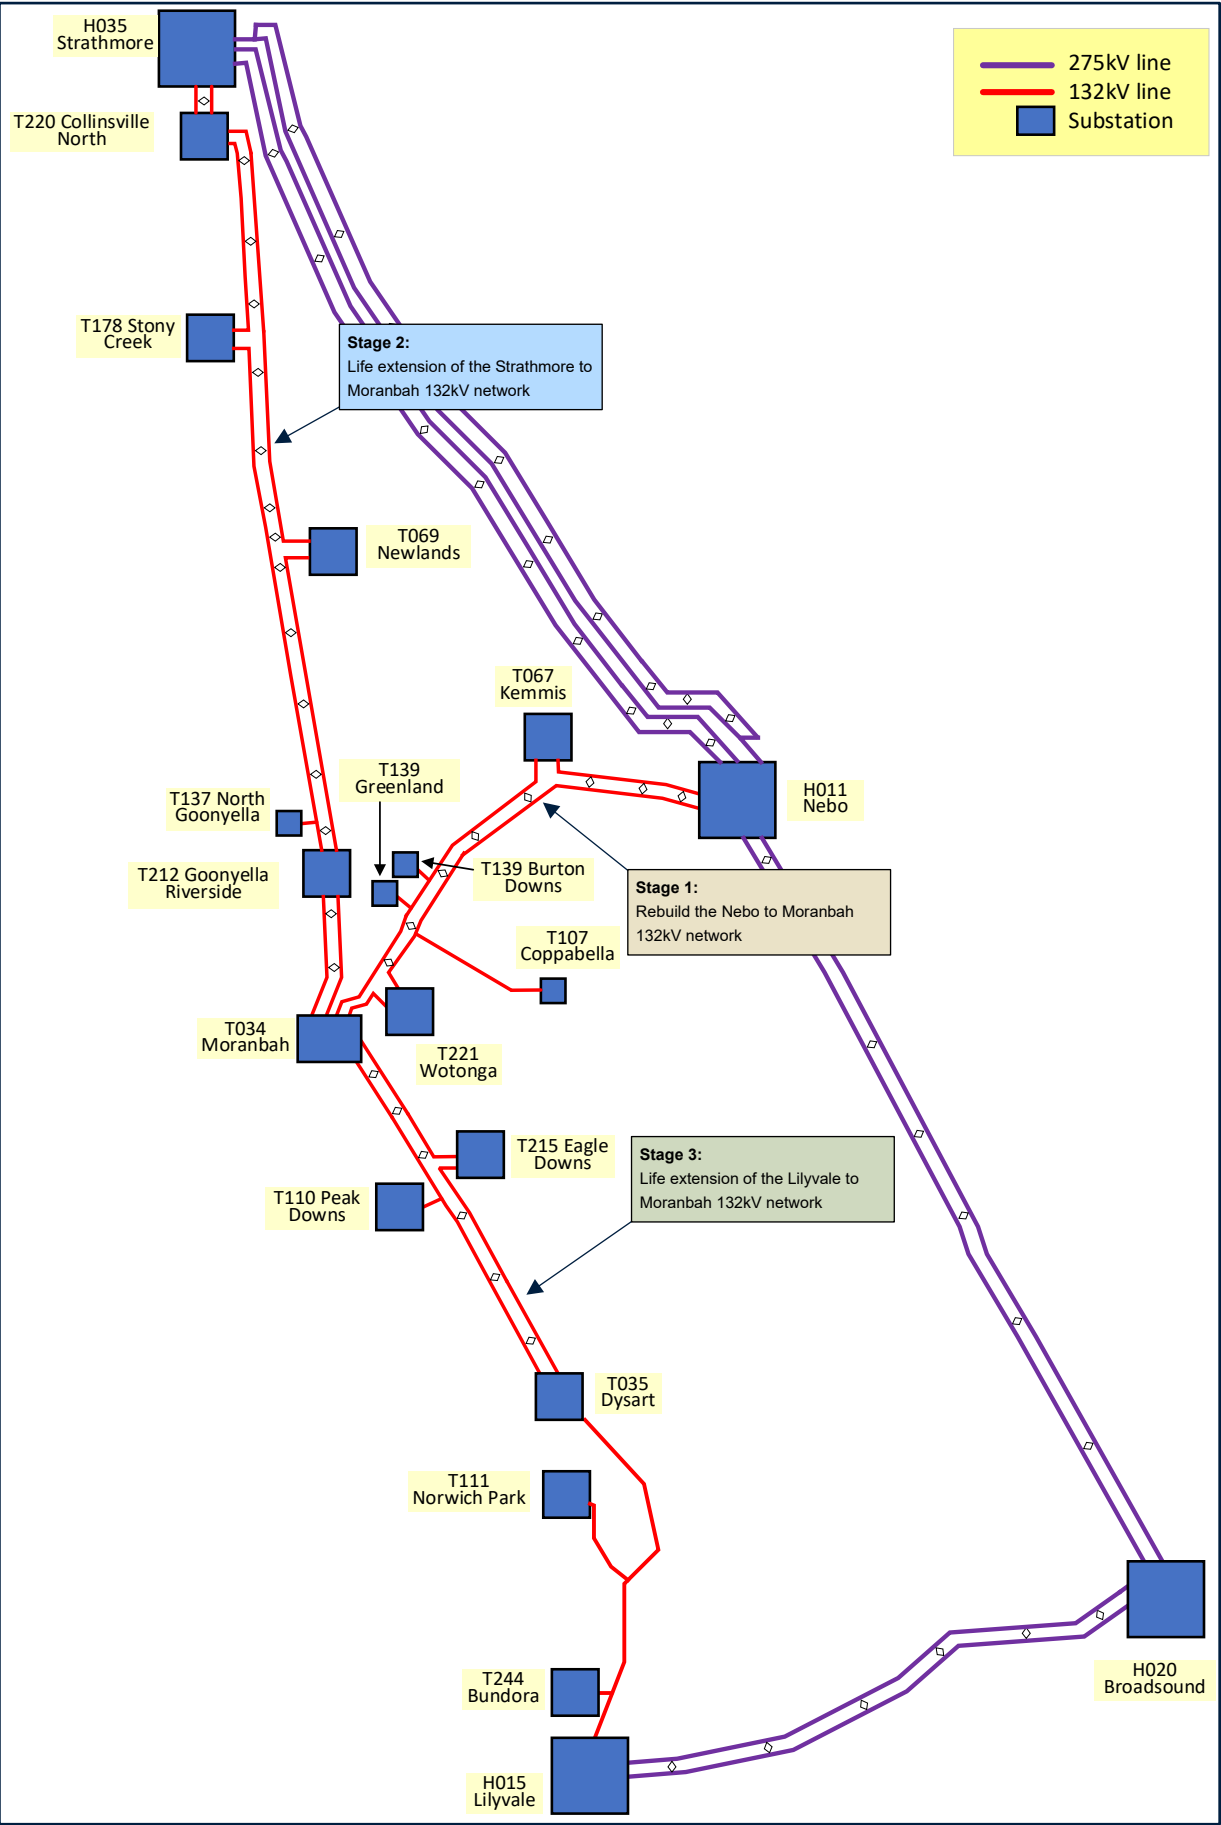 H035
Strathmore
275kV line
132kV line
Substation
T220 Collinsville
North
T178 Stony
Creek
Stage 2:
Life extension of the Strathmore to
Moranbah 132kV network
T069
Newlands
T067
Kemmis
T139
Greenland
T137 North
Goonyella
H011
Nebo
T212 Goonyella
Riverside
T139 Burton
Downs
Stage 1:
Rebuild the Nebo to Moranbah
132kV network
T107
Coppabella
T034
Moranbah
T221
Wotonga
T215 Eagle
Downs
Stage 3:
Life extension of the Lilyvale to
Moranbah 132kV network
T110 Peak
Downs
T035
Dysart
T111
Norwich Park
T244
Bundora
H020
Broadsound
H015
Lilyvale